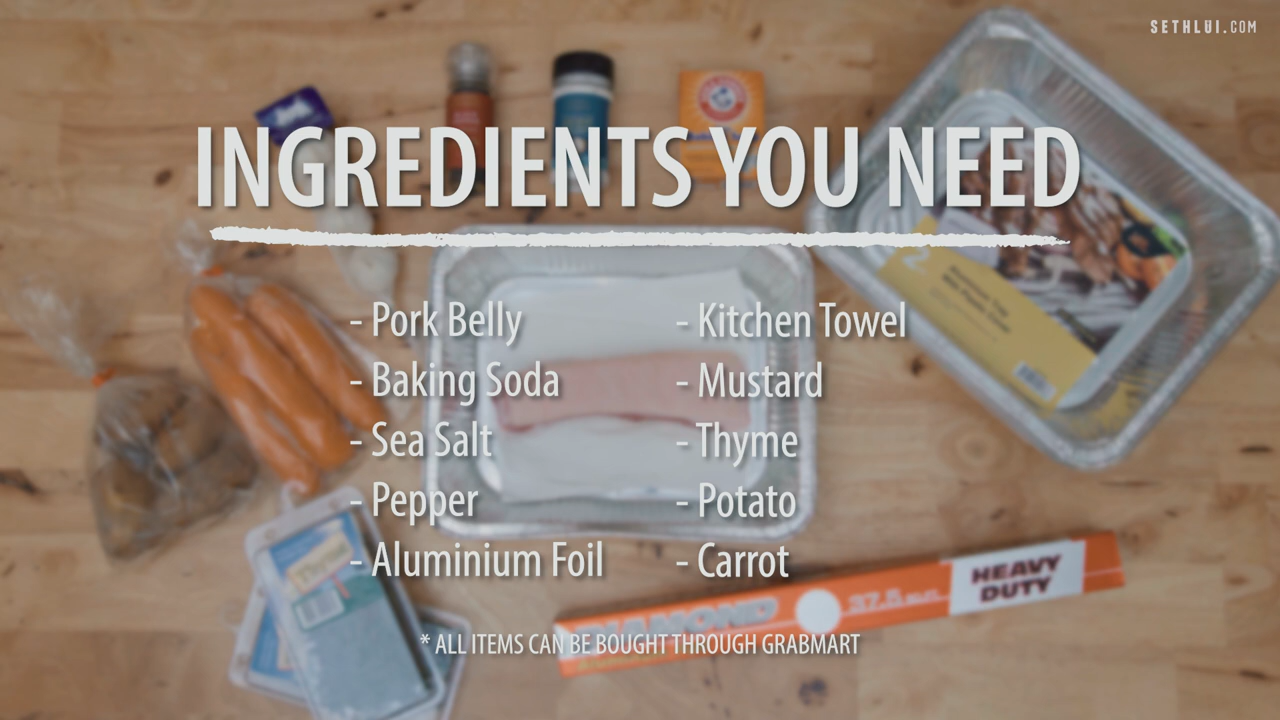 SETHLUI.COM
INGREDIENTS YOU NEED
- Pork Belly
- Baking Soda
- Sea Salt
- Pepper
- Aluminium Foil
- Kitchen Towel
- Mustard
- Thyme
- Potato
- Carrot
HEAVY
DUTY
DIAMOND
* ALL ITEMS CAN BE BOUGHT THROUGH GRABMART